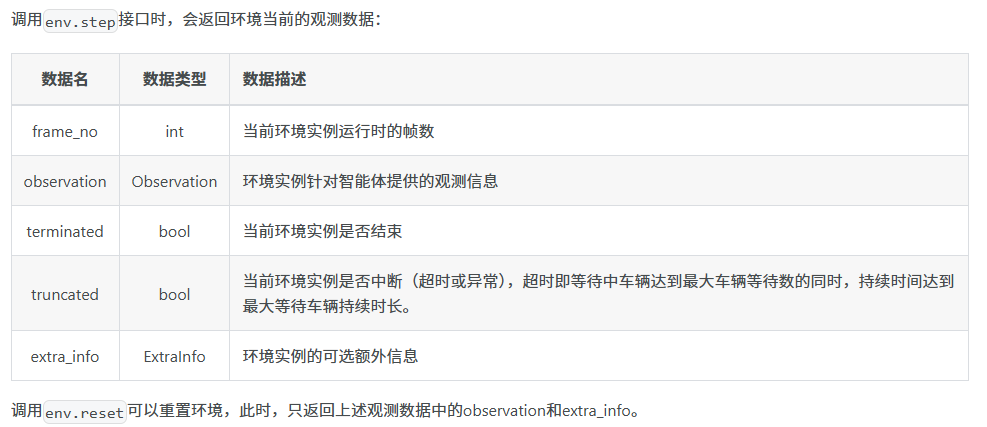 调用env.step接口时，会返回环境当前的观测数据：
数据名 数据类型 数据描述
frame_no int 当前环境实例运行时的帧数
observation Observation 环境实例针对智能体提供的观测信息
terminated bool 当前环境实例是否结束
truncated bool 当前环境实例是否中断（超时或异常），超时即等待中车辆达到最大车辆等待数的同时，持续时间达到
最大等待车辆持续时长。
extra_info ExtraInfo 环境实例的可选额外信息
调用env.reset可以重置环境，此时，只返回上述观测数据中的observation和extra_info。